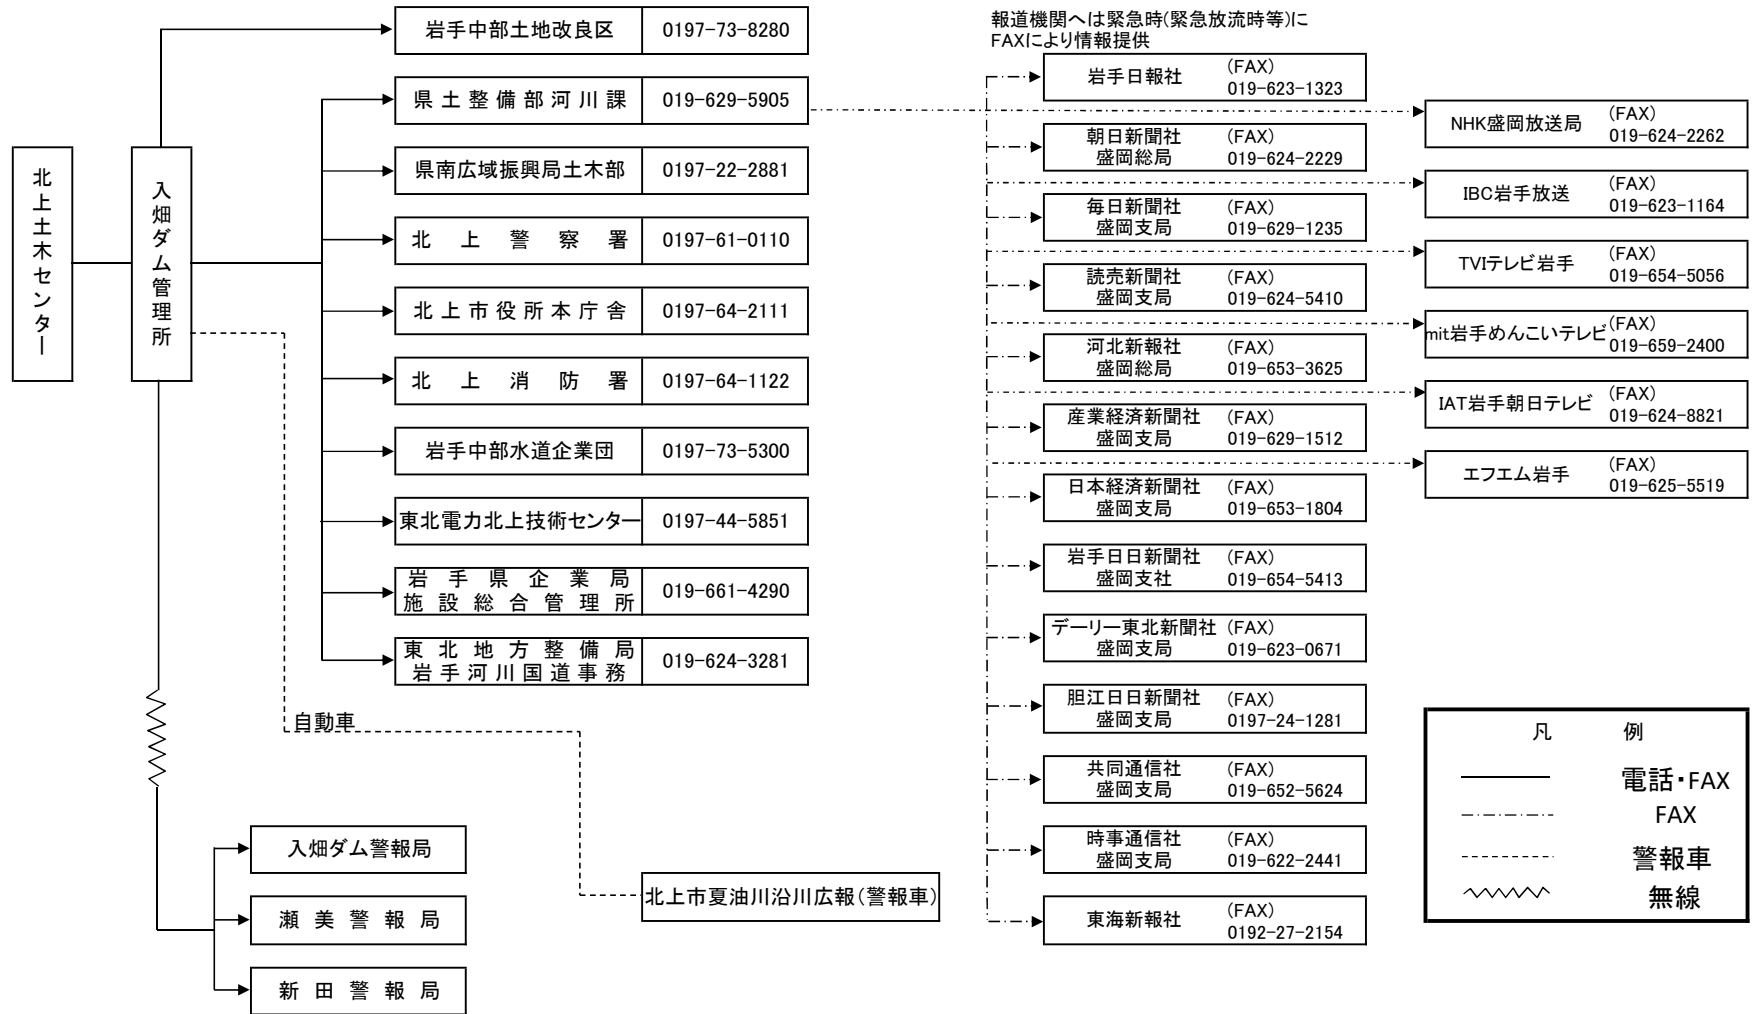 北上土木センター
入畑ダム管理所
岩手中部土地改良区 0197-73-8280
県土整備部河川課 019-629-5905
県南広域振興局土木部 0197-22-2881
北上警察署 0197-61-0110
北上市役所本庁舎 0197-64-2111
北上消防署 0197-64-1122
岩手中部水道企業団 0197-73-5300
東北電力北上技術センター 0197-44-5851
岩手県企業局
施設総合管理所 019-661-4290
東北地方整備局
岩手河川国道事務 019-624-3281
自動車
入畑ダム警報局
瀬美警報局
新田警報局
北上市夏油川沿川広報(警報車)
報道機関へは緊急時(緊急放流時等)に
FAXにより情報提供
岩手日報社 (FAX)
019-623-1323
朝日新聞社 (FAX)
盛岡総局 019-624-2229
毎日新聞社 (FAX)
盛岡支局 019-629-1235
読売新聞社 (FAX)
盛岡支局 019-624-5410
河北新報社 (FAX)
盛岡総局 019-653-3625
産業経済新聞社 (FAX)
盛岡支局 019-629-1512
日本経済新聞社 (FAX)
盛岡支局 019-653-1804
岩手日日新聞社 (FAX)
盛岡支社 019-654-5413
デーリー東北新聞社 (FAX)
盛岡支局 019-623-0671
胆江日日新聞社 (FAX)
盛岡支局 0197-24-1281
共同通信社 (FAX)
盛岡支局 019-652-5624
時事通信社 (FAX)
盛岡支局 019-622-2441
東海新報社 (FAX)
0192-27-2154
NHK盛岡放送局 (FAX)
019-624-2262
IBC岩手放送 (FAX)
019-623-1164
TVIテレビ岩手 (FAX)
019-654-5056
mit岩手めんこいテレビ (FAX)
019-659-2400
IAT岩手朝日テレビ (FAX)
019-624-8821
エフエム岩手 (FAX)
019-625-5519
凡 例
電話・FAX
FAX
警報車
無線